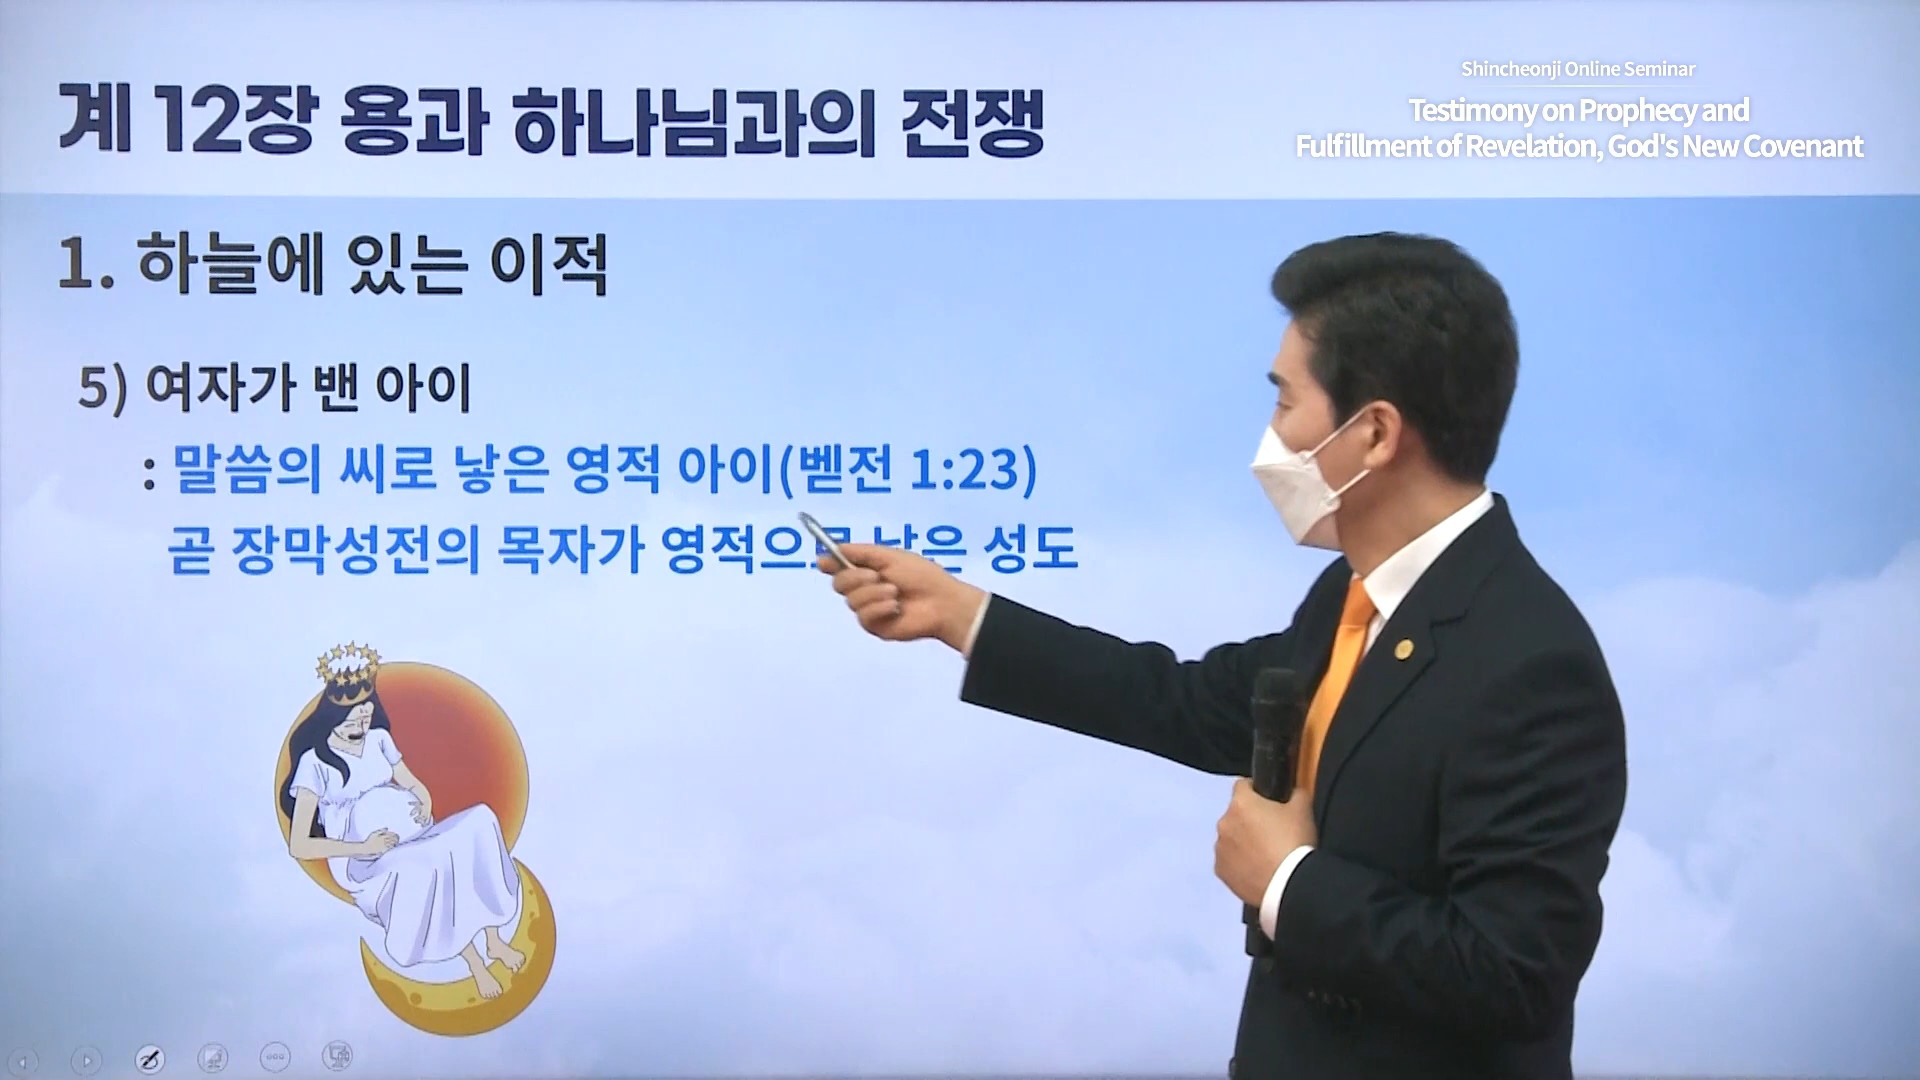 계 12장 용과 하나님과의 전쟁
Shincheonji Online Seminar
Testimony on Prophecy and
Fulfillment of Revelation, God's New Covenant
1. 하늘에 있는 이적
5) 여자가 밴 아이
: 말씀의 씨로 낳은 영적 아이(벧전 1:23)
곧 장막성전의 목자가 영적으로 낳은 성도